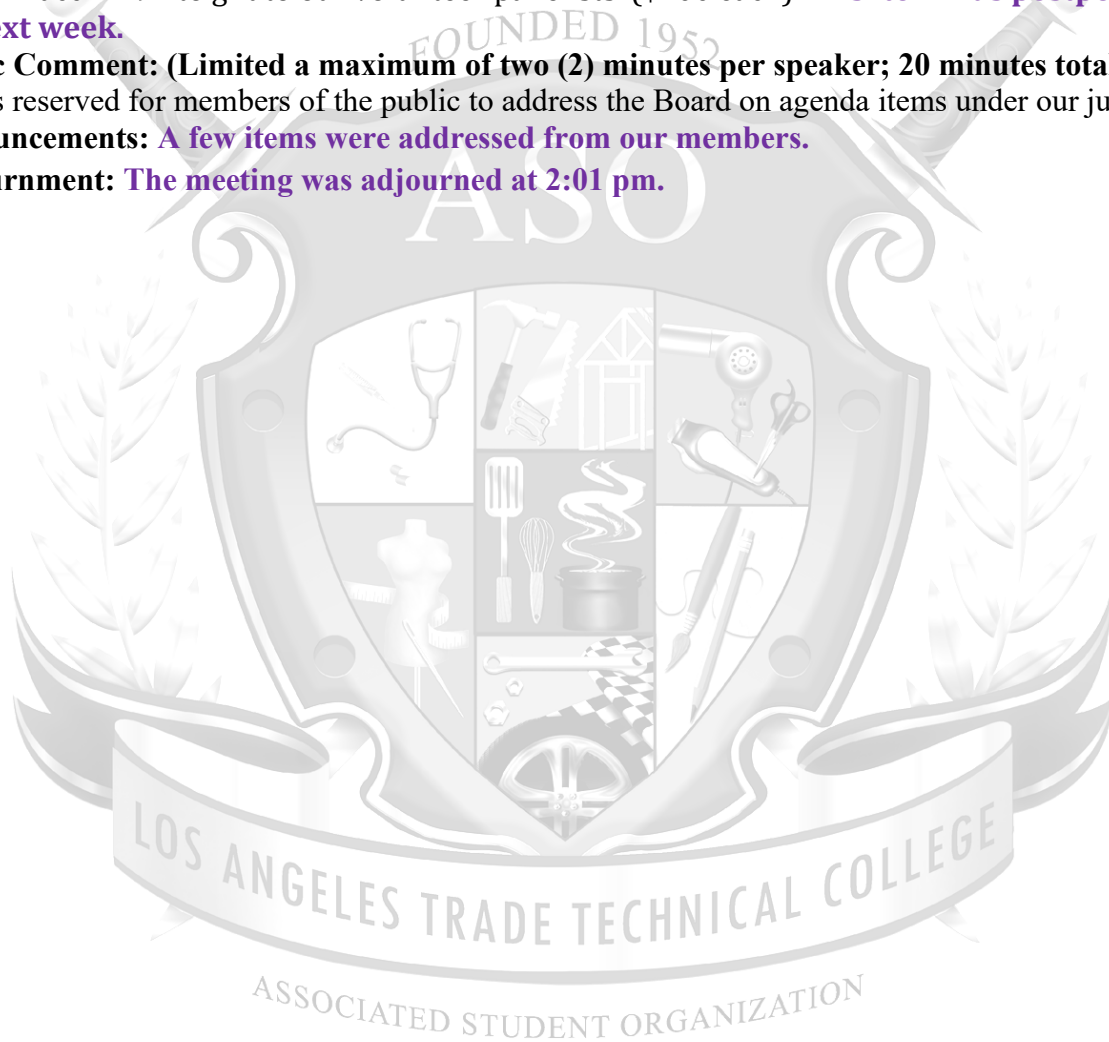 ext week.
FOUNDED 1952
c Comment: (Limited a maximum of two (2) minutes per speaker; 20 minutes total
s reserved for members of the public to address the Board on agenda items under our ju
uncements: A few items were addressed from our members.
urnment: The meeting was adjourned at 2:01 pm.
ASO
LOS ANGELES TRADE TECHNICAL COLLEGE
ASSOCIATED STUDENT ORGANIZATION